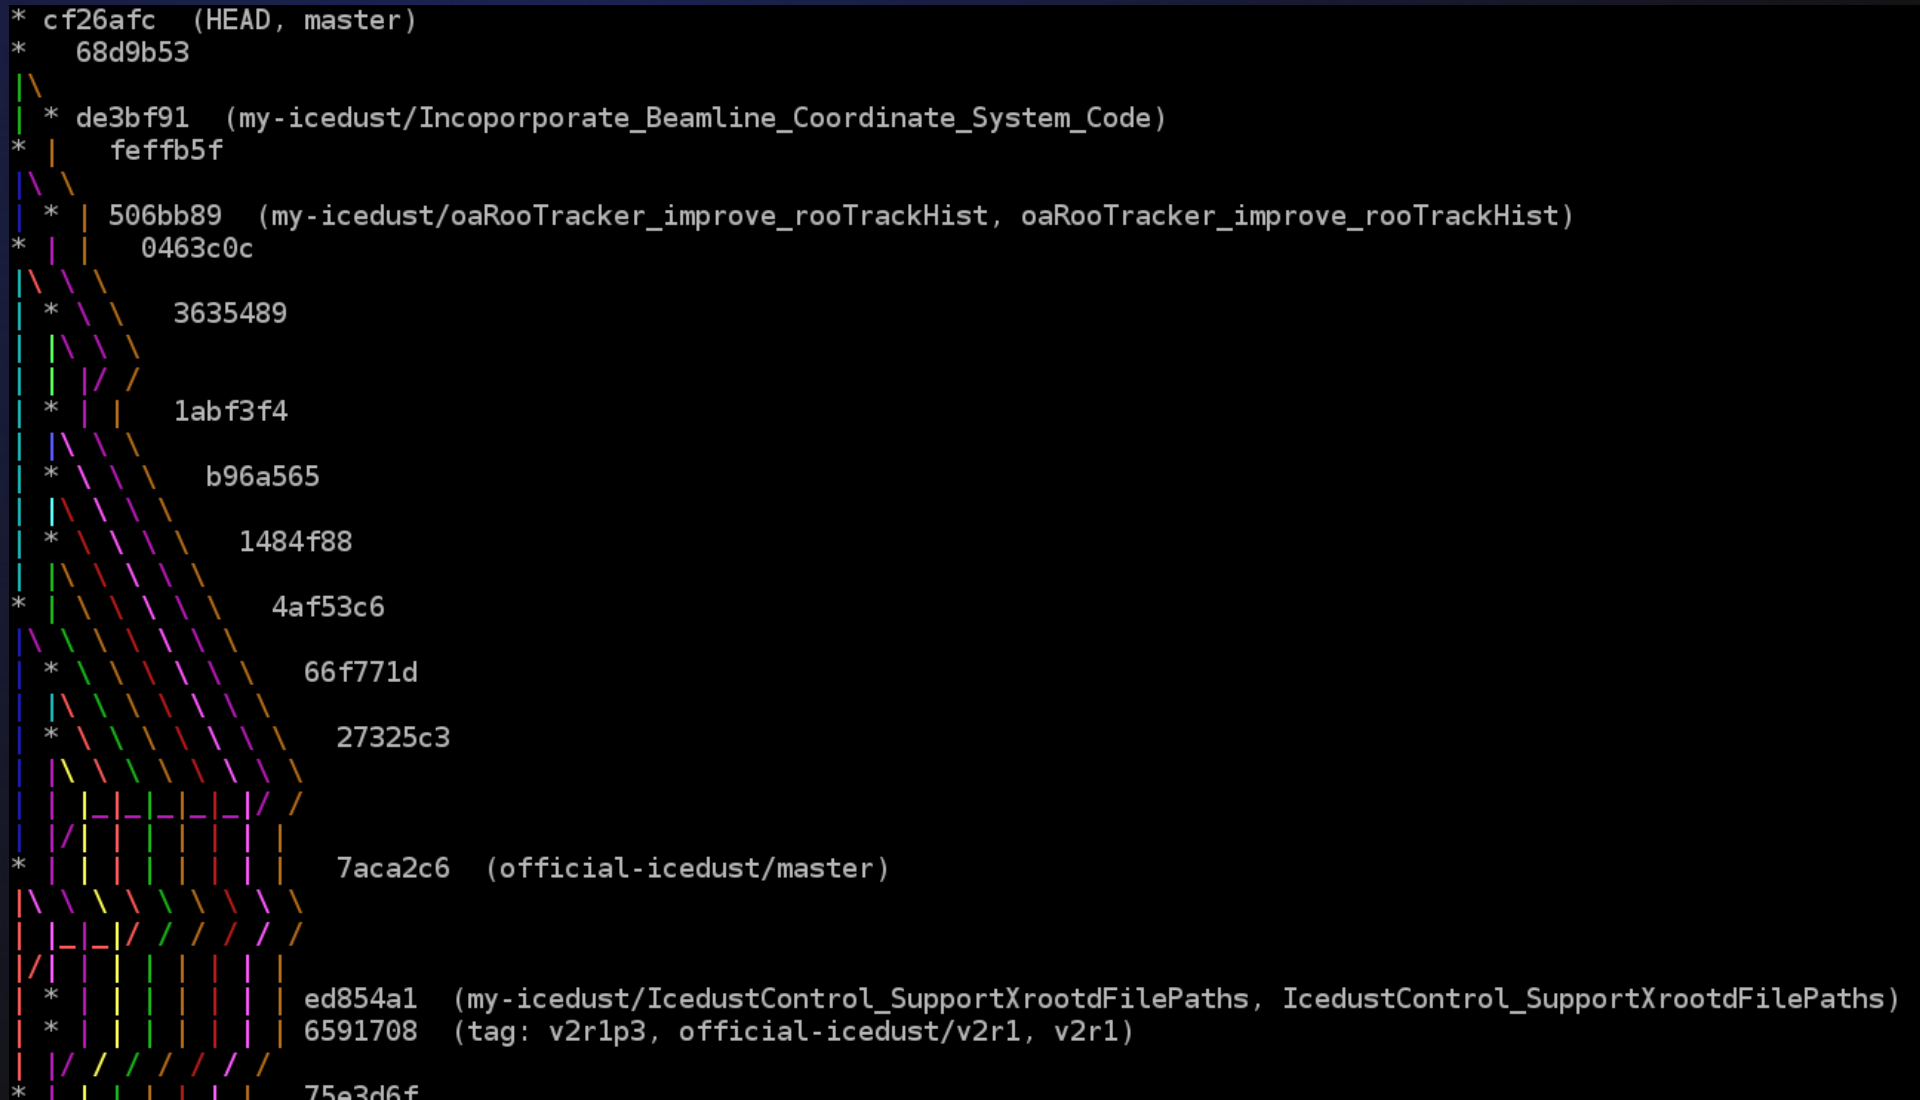 * cf26afc (HEAD, master)
* 68d9b53
|\
| * de3bf91 (my-icedust/Incoporporate_Beamline_Coordinate_System_Code)
* | feffb5f
|\ \
| * | 506bb89 (my-icedust/oaRooTracker_improve_rooTrackHist, oaRooTracker_improve_rooTrackHist)
* | | 0463c0c
|\ \ \
| * \ \ 3635489
| |\ \ \
| | |/ /
| * | | 1abf3f4
| |\ \ \
| * \ \ \ b96a565
| |\ \ \ \
| * \ \ \ \ 1484f88
| |\ \ \ \ \
* | \ \ \ \ \ 4af53c6
|\ \ \ \ \ \ \
| * \ \ \ \ \ \ 66f771d
| |\ \ \ \ \ \ \
| * \ \ \ \ \ \ \ 27325c3
| |\ \ \ \ \ \ \ \
| | |_|_|_|_|_|/ /
| |/| | | | | | |
* | | | | | | | | 7aca2c6 (official-icedust/master)
|\ \ \ \ \ \ \ \ \
| |_|_|/ / / / / /
|/| | | | | | | |
| * | | | | | | | ed854a1 (my-icedust/IcedustControl_SupportXrootdFilePaths, IcedustControl_SupportXrootdFilePaths)
| * | | | | | | | 6591708 (tag: v2r1p3, official-icedust/v2r1, v2r1)
| |/ / / / / / /
* | | | | | | | 75e3d6f